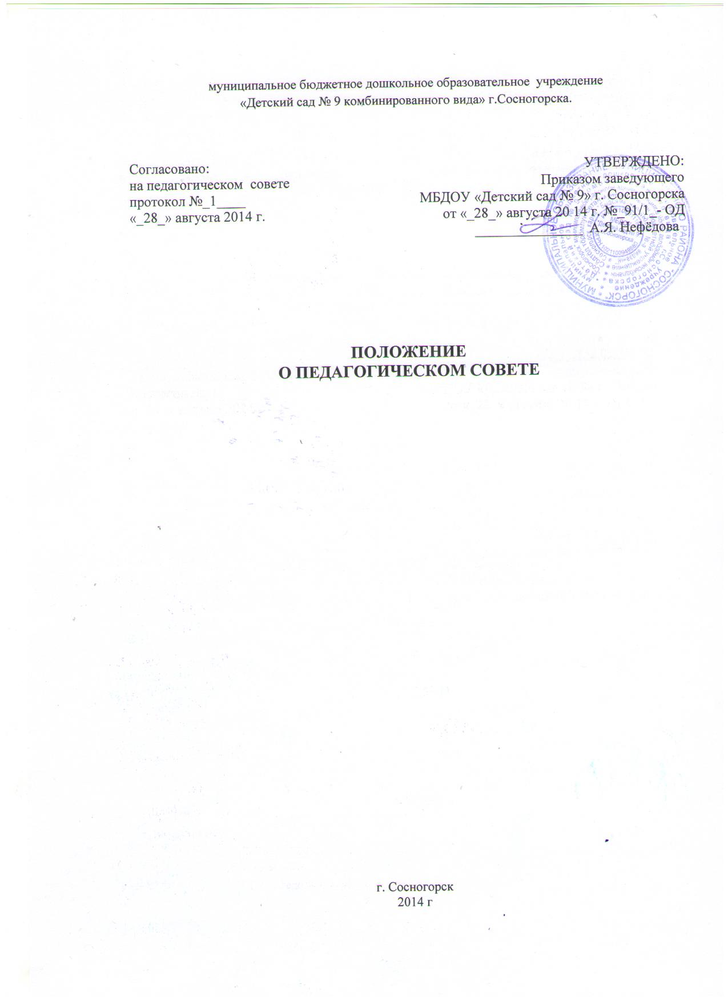 муниципальное бюджетное дошкольное образовательное учреждение
«Детский сад № 9 комбинированного вида» г.Сосногорска.
Согласовано:
на педагогическом совете
протокол №_1____
«_28_» августа 2014 г.
УТВЕРЖДЕНО:
Приказом заведующего
МБДОУ «Детский сад № 9» г. Сосногорска
от «_28_» августа 20 14 г. №_91/1_- ОД
_______________ А.Я. Нефёдова
ПОЛОЖЕНИЕ
О ПЕДАГОГИЧЕСКОМ СОВЕТЕ
г. Сосногорск
2014 г